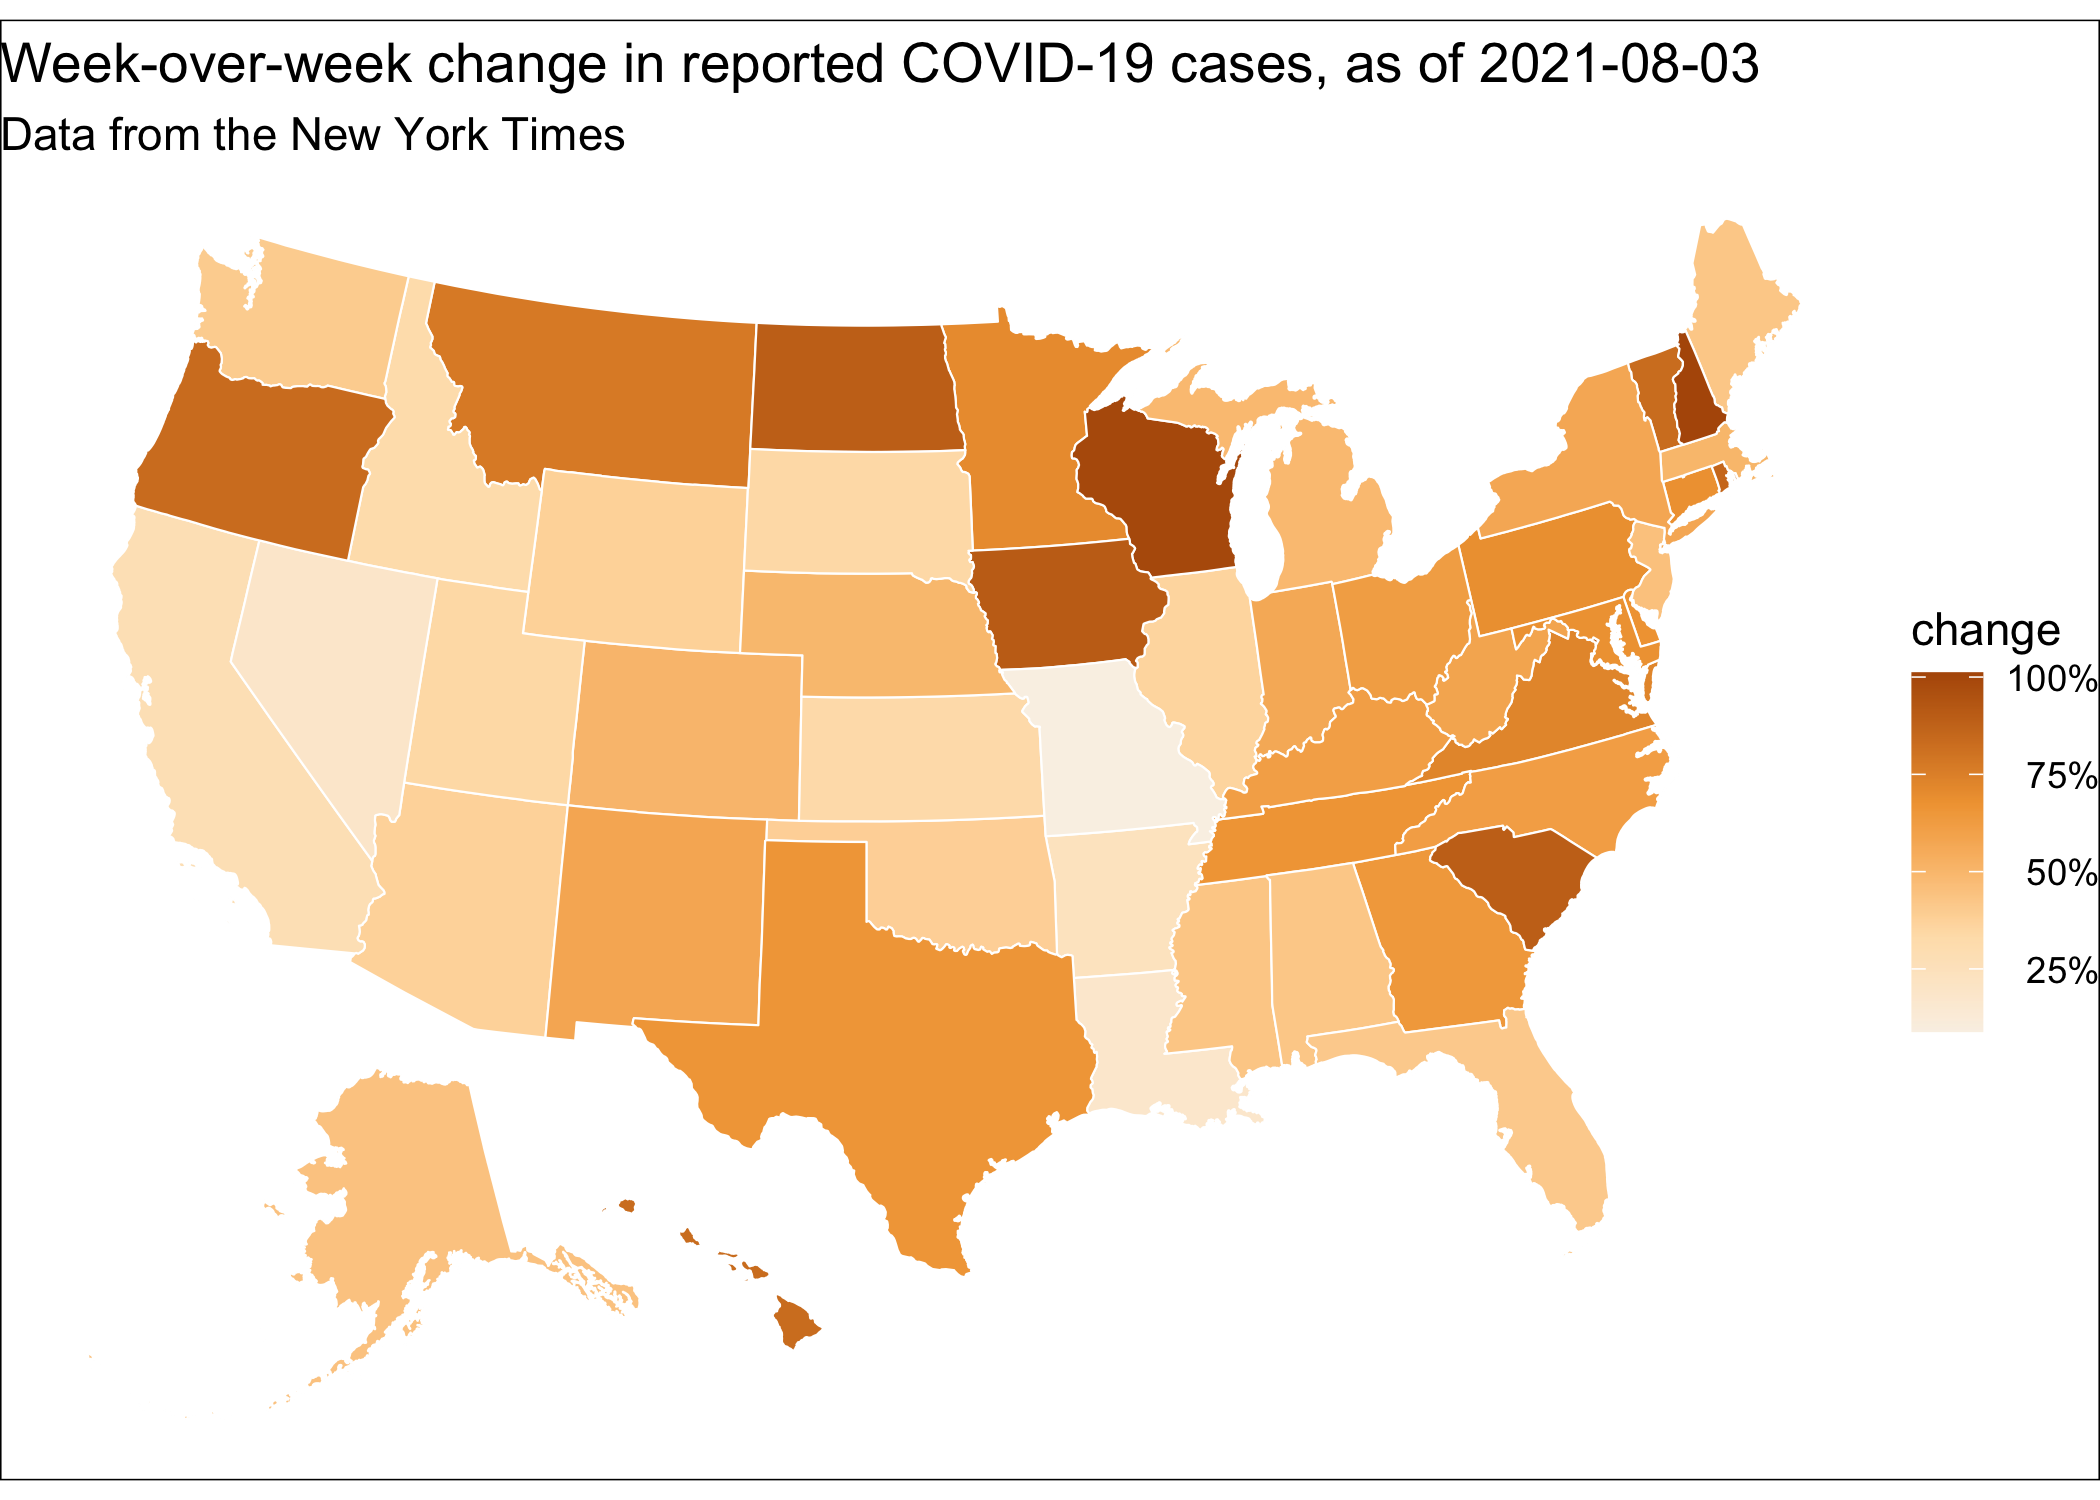 Week-over-week change in reported COVID-19 cases, as of 2021-08-03
Data from the New York Times
change
100%
75%
50%
25%